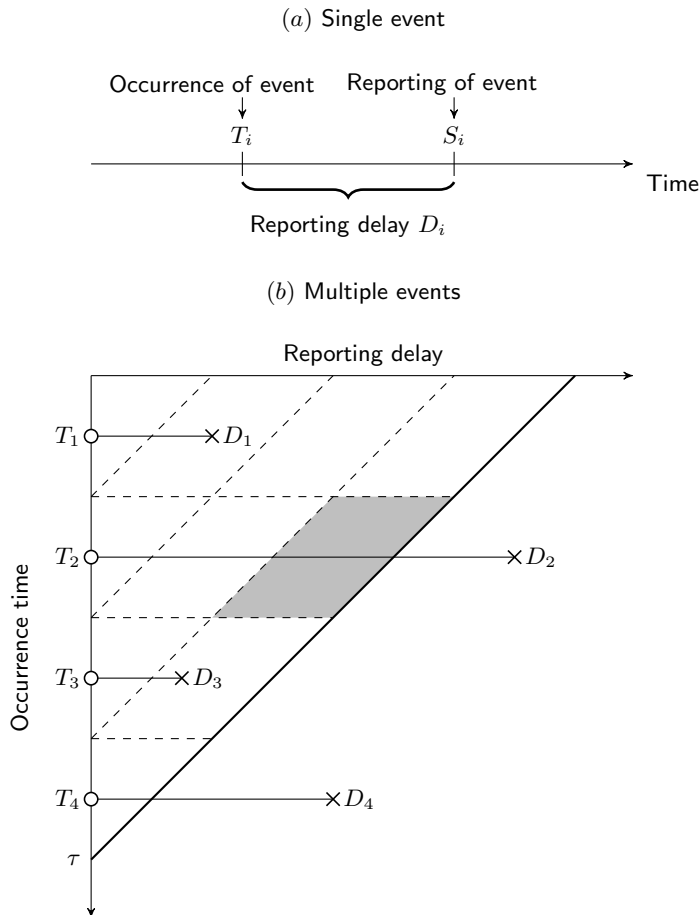 (a) Single event
Occurrence of event Reporting of event
T_i S_i
Time
Reporting delay D_i
(b) Multiple events
Reporting delay
T_1 D_1
T_2 D_2
Occurrence time
T_3 D_3
T_4 D_4
τ